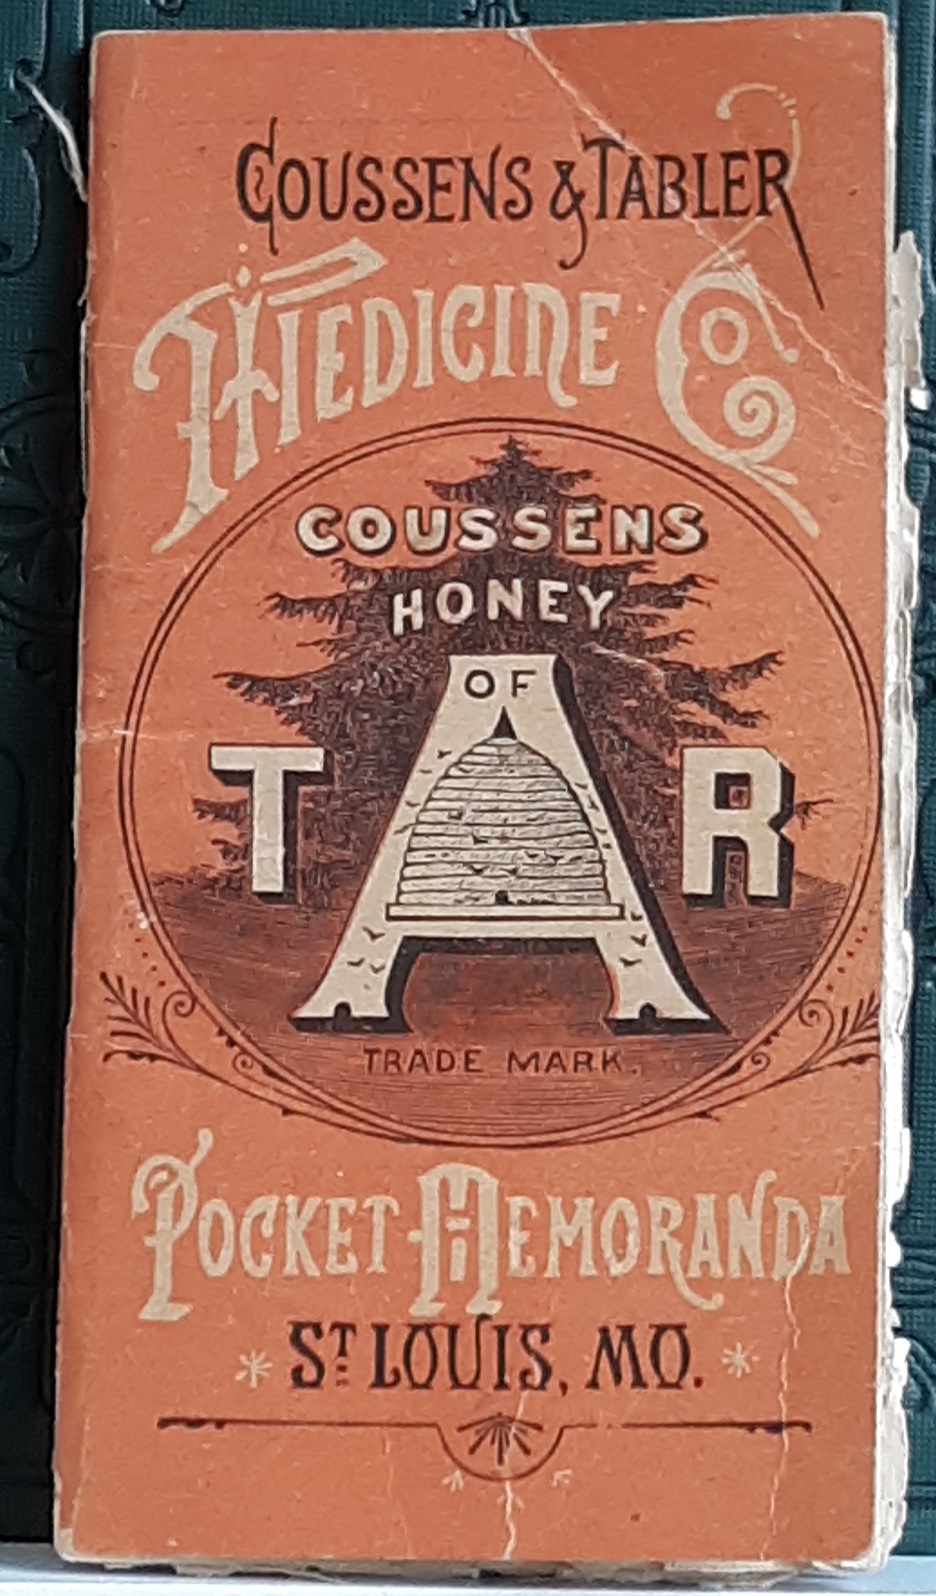 COUSSENS & TABLER
MEDICINE CO
COUSSENS
HONEY
OF
TAR
TRADE MARK.
POCKET MEMORANDA
ST LOUIS, MO.